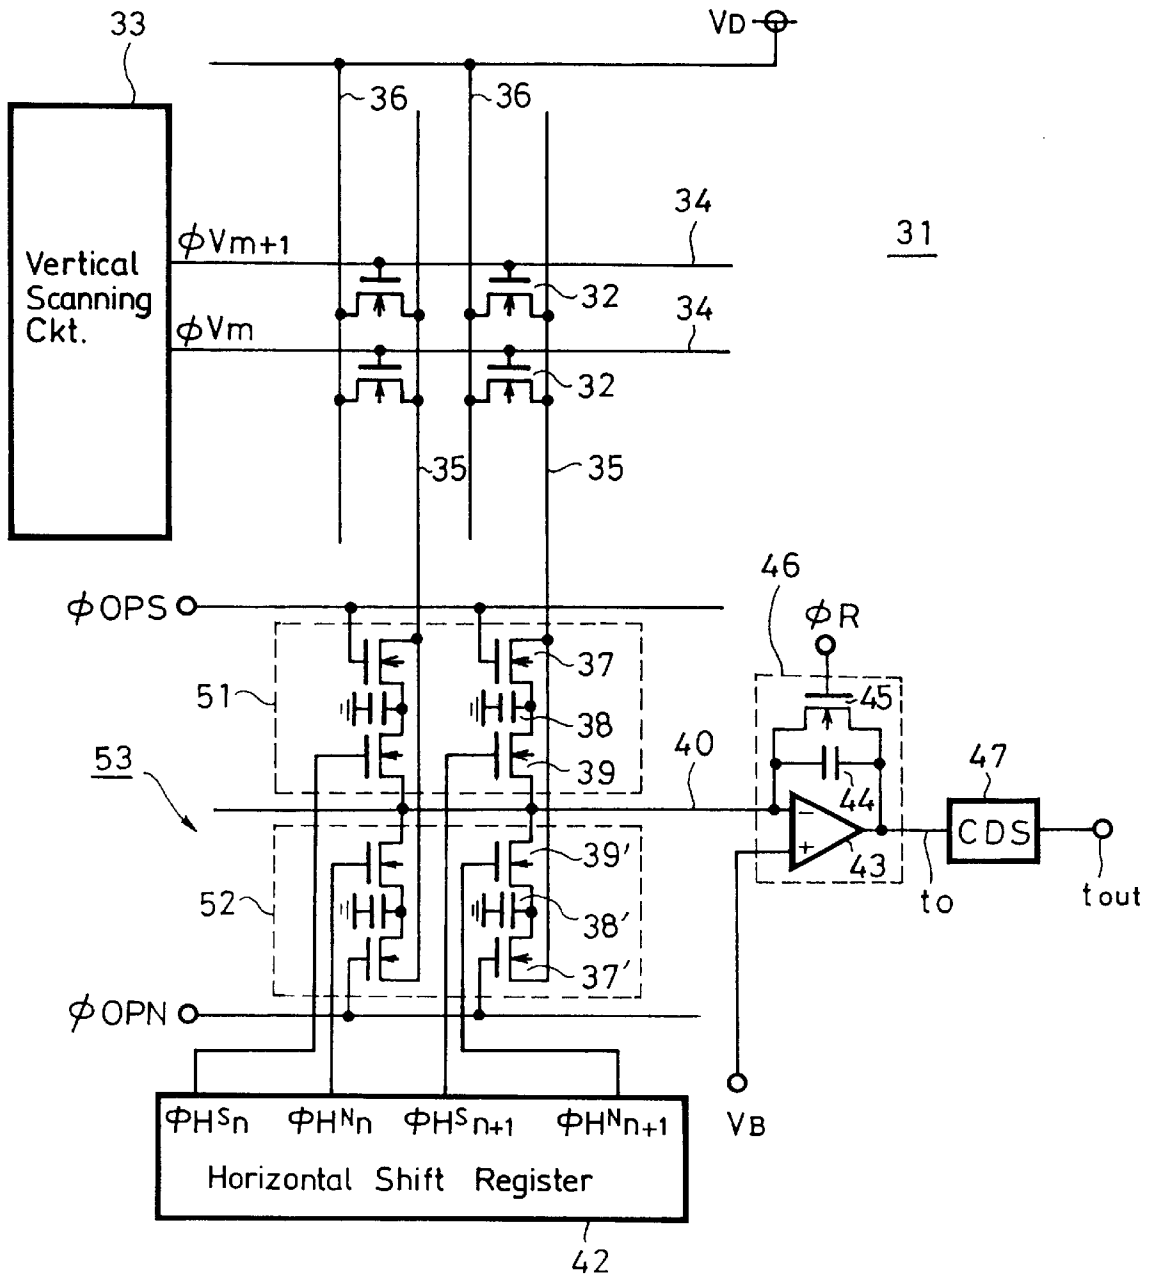 33
VD
36
36
34
ϕVm+1
31
Vertical
Scanning
Ckt.
32
ϕVm
34
32
35
35
46
ϕOPS
ϕR
37
51
45
38
40
47
53
39
44
−
CDS
39′
+
43
52
to
tout
38′
37′
ϕOPN
VB
ϕHSn
ϕHNn
ϕHSn+1
ϕHNn+1
Horizontal Shift Register
42